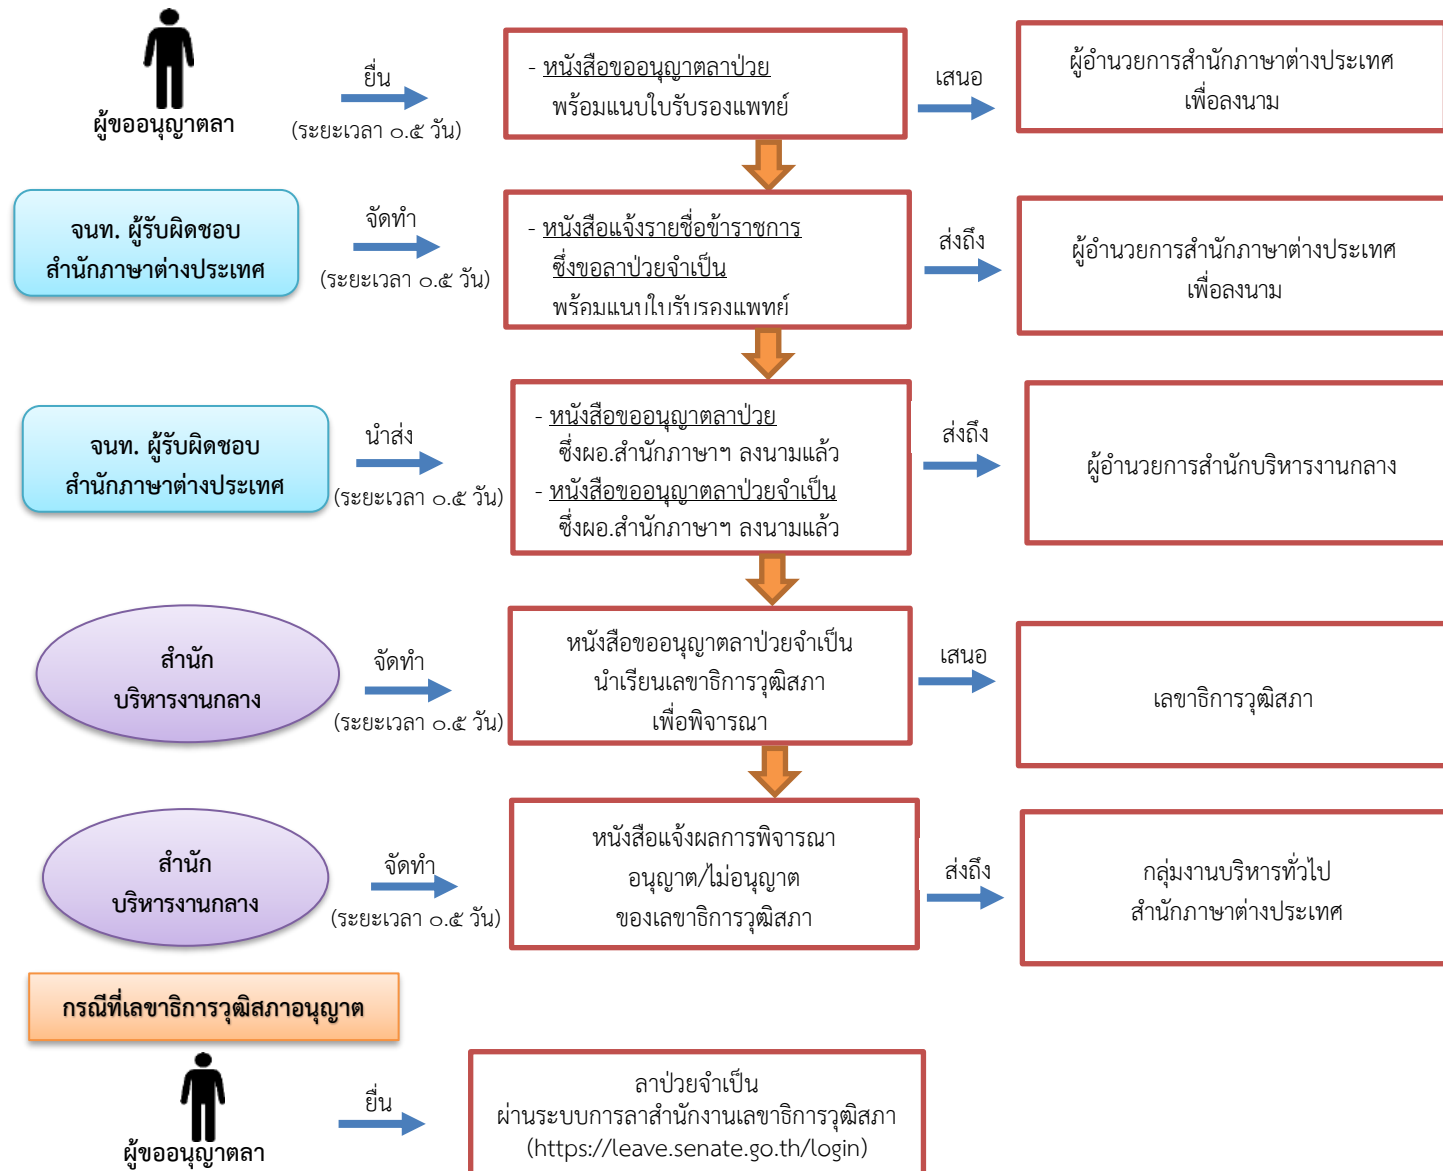 ผู้ขออนุญาตลา
ยื่น
(ระยะเวลา ๐.๕ วัน)
- หนังสือขออนุญาตลาป่วย
พร้อมแนบใบรับรองแพทย์
เสนอ
ผู้อำนวยการสำนักภาษาต่างประเทศ
เพื่อลงนาม
จนท. ผู้รับผิดชอบ
สำนักภาษาต่างประเทศ
จัดทำ
(ระยะเวลา ๐.๕ วัน)
- หนังสือแจ้งรายชื่อข้าราชการ
ซึ่งขอลาป่วยจำเป็น
พร้อมแนบใบรับรองแพทย์
ส่งถึง
ผู้อำนวยการสำนักภาษาต่างประเทศ
เพื่อลงนาม
จนท. ผู้รับผิดชอบ
สำนักภาษาต่างประเทศ
นำส่ง
(ระยะเวลา ๐.๕ วัน)
- หนังสือขออนุญาตลาป่วย
ซึ่งผอ.สำนักภาษาฯ ลงนามแล้ว
- หนังสือขออนุญาตลาป่วยจำเป็น
ซึ่งผอ.สำนักภาษาฯ ลงนามแล้ว
ส่งถึง
ผู้อำนวยการสำนักบริหารงานกลาง
สำนัก
บริหารงานกลาง
จัดทำ
(ระยะเวลา ๐.๕ วัน)
หนังสือขออนุญาตลาป่วยจำเป็น
นำเรียนเลขาธิการวุฒิสภา
เพื่อพิจารณา
เสนอ
เลขาธิการวุฒิสภา
สำนัก
บริหารงานกลาง
จัดทำ
(ระยะเวลา ๐.๕ วัน)
หนังสือแจ้งผลการพิจารณา
อนุญาต/ไม่อนุญาต
ของเลขาธิการวุฒิสภา
ส่งถึง
กลุ่มงานบริหารทั่วไป
สำนักภาษาต่างประเทศ
กรณีที่เลขาธิการวุฒิสภาอนุญาต
ผู้ขออนุญาตลา
ยื่น
ลาป่วยจำเป็น
ผ่านระบบการลาสำนักงานเลขาธิการวุฒิสภา
(https://leave.senate.go.th/login)